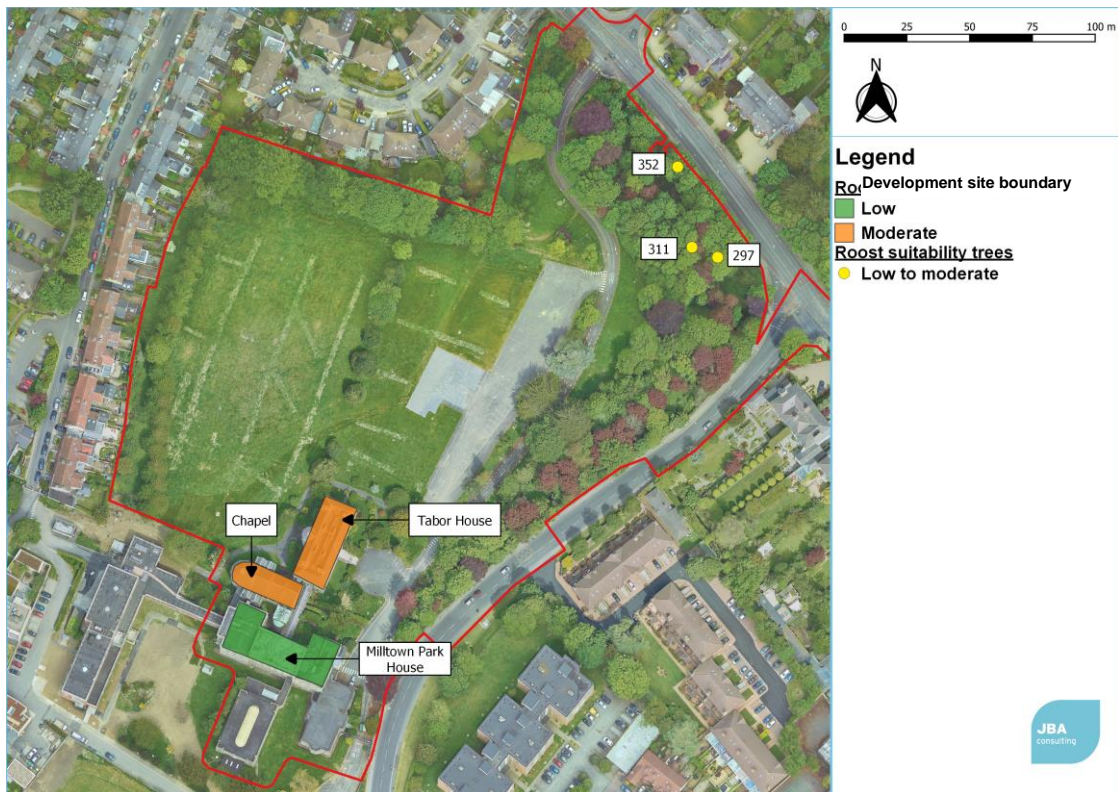 0 25 50 75 100 m
N
Legend
Development site boundary
Low
Moderate
Roost suitability trees
Low to moderate
352
311
297
Chapel
Tabor House
Milltown Park
House
JBA
consulting